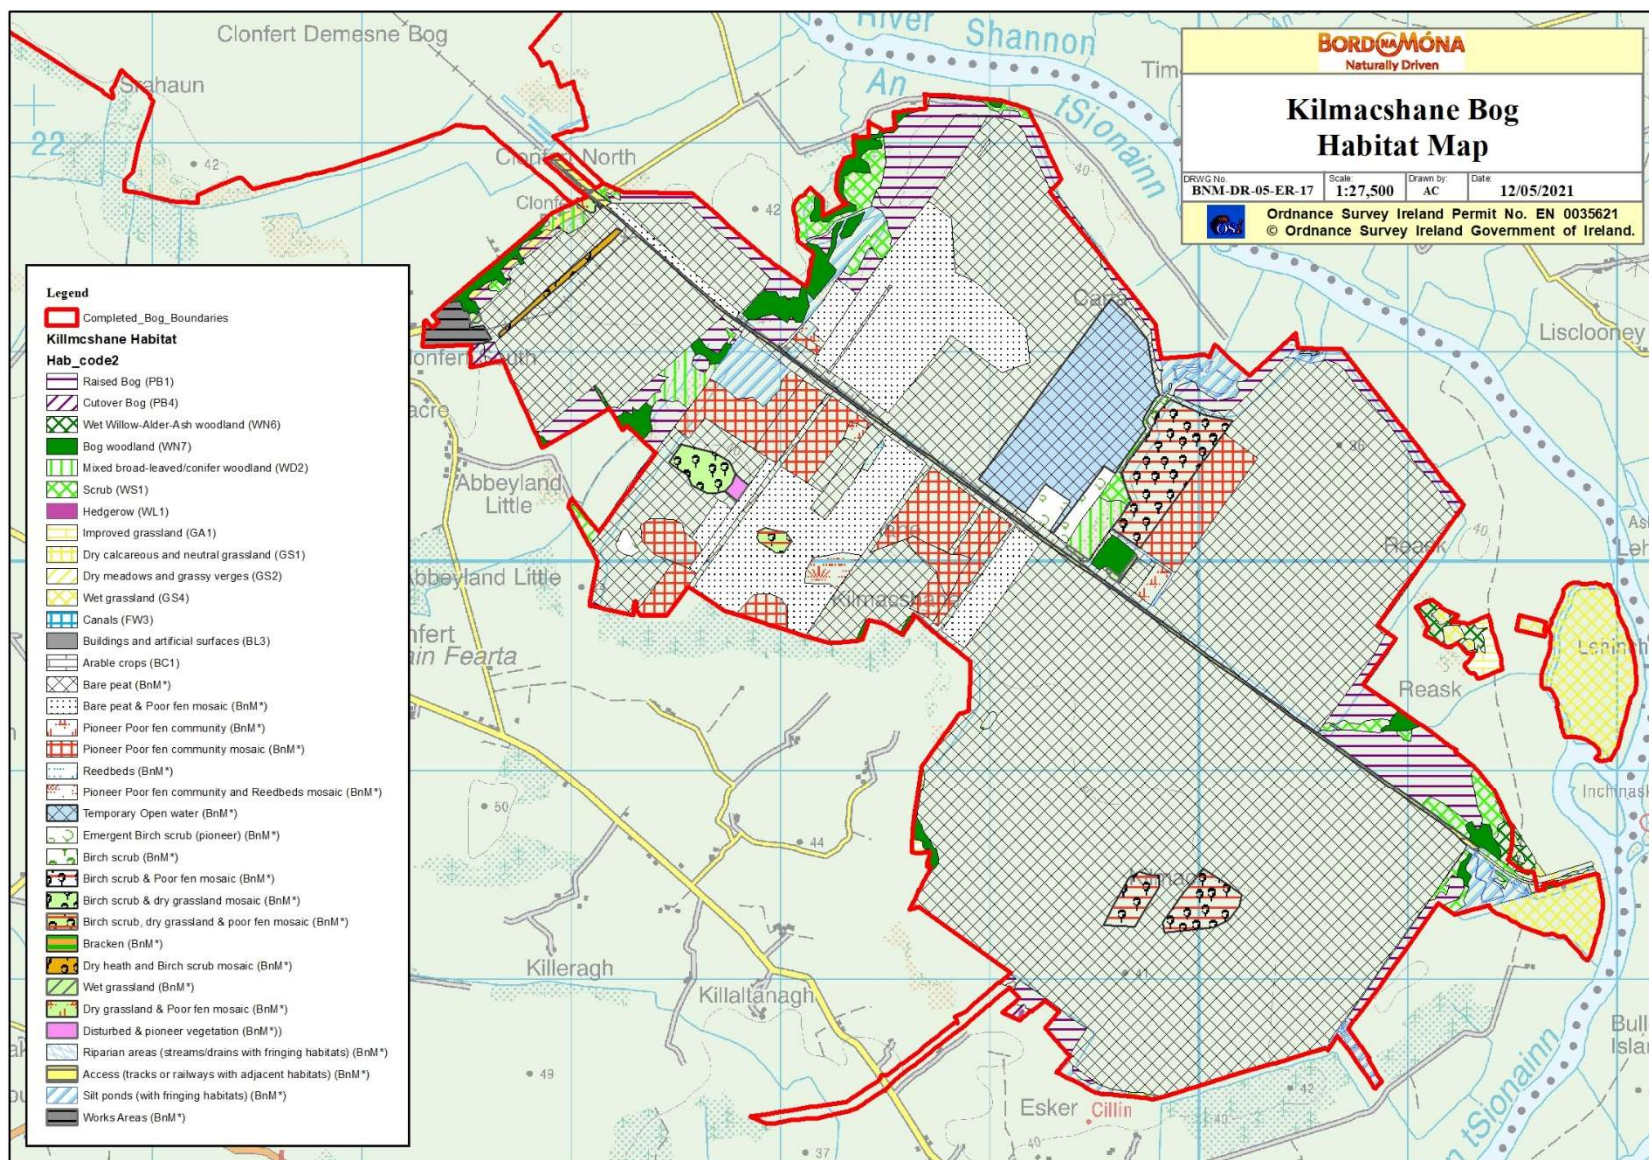 Clonfert Demesne Bog
River Shannon
An tSionainn
Srahaun
22
42
Clonfert North
42
BORD NA MÓNA
Naturally Driven
Kilmacshane Bog
Habitat Map
DRWG No. BNM-DR-05-ER-17
Scale: 1:27,500
Drawn by: AC
Date: 12/05/2021
Ordnance Survey Ireland Permit No. EN 0035621
© Ordnance Survey Ireland Government of Ireland.
Legend
Completed_Bog_Boundaries
Killmcshane Habitat
Hab_code2
Raised Bog (PB1)
Cutover Bog (PB4)
Wet Willow-Alder-Ash woodland (WN6)
Bog woodland (WN7)
Mixed broad-leaved/conifer woodland (WD2)
Scrub (WS1)
Hedgerow (WL1)
Improved grassland (GA1)
Dry calcareous and neutral grassland (GS1)
Dry meadows and grassy verges (GS2)
Wet grassland (GS4)
Canals (FW3)
Buildings and artificial surfaces (BL3)
Arable crops (BC1)
Bare peat (BnM*)
Bare peat & Poor fen mosaic (BnM*)
Pioneer Poor fen community (BnM*)
Pioneer Poor fen community mosaic (BnM*)
Reedbeds (BnM*)
Pioneer Poor fen community and Reedbeds mosaic (BnM*)
Temporary Open water (BnM*)
Emergent Birch scrub (pioneer) (BnM*)
Birch scrub (BnM*)
Birch scrub & Poor fen mosaic (BnM*)
Birch scrub & dry grassland mosaic (BnM*)
Birch scrub, dry grassland & poor fen mosaic (BnM*)
Bracken (BnM*)
Dry heath and Birch scrub mosaic (BnM*)
Wet grassland (BnM*)
Dry grassland & Poor fen mosaic (BnM*)
Disturbed & pioneer vegetation (BnM*))
Riparian areas (streams/drains with fringing habitats) (BnM*)
Access (tracks or railways with adjacent habitats) (BnM*)
Silt ponds (with fringing habitats) (BnM*)
Works Areas (BnM*)
40
Lisclooney
Abbeyland
Little
36
Reask
40
Abbeyland Little
Kilmacshane
Reask
50
44
Killeragh
Killaltanagh
41
49
Esker
Cillín
42
40
37
tSionainn